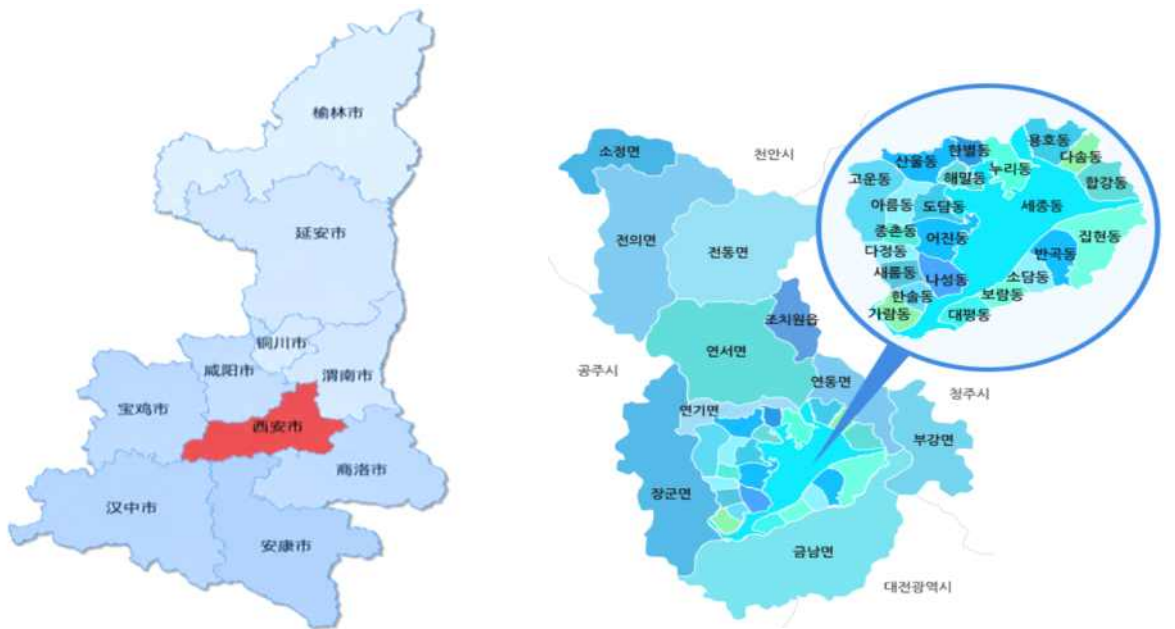 榆林市
延安市
铜川市
咸阳市
渭南市
宝鸡市
西安市
商洛市
汉中市
安康市
소정면
천안시
전의면
전동면
조치원읍
연서면
공주시
연동면
청주시
연기면
부강면
장군면
금남면
대전광역시
용호동
한별동
다솜동
산울동
누리동
해밀동
고운동
합강동
아름동
도담동
세종동
종촌동
어진동
집현동
다정동
반곡동
새롬동
나성동
소담동
한솔동
보람동
가람동
대평동